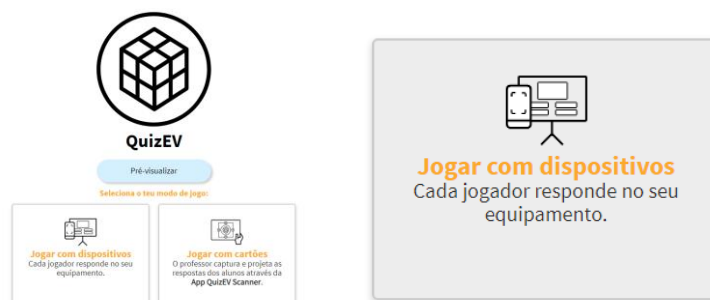 QuizEV
Pré-visualizar
Seleciona o teu modo de jogo:
Jogar com dispositivos
Cada jogador responde no seu
equipamento.
Jogar com cartões
O professor captura e projeta as
respostas dos alunos através da
App QuizEV Scanner.
Jogar com dispositivos
Cada jogador responde no seu
equipamento.